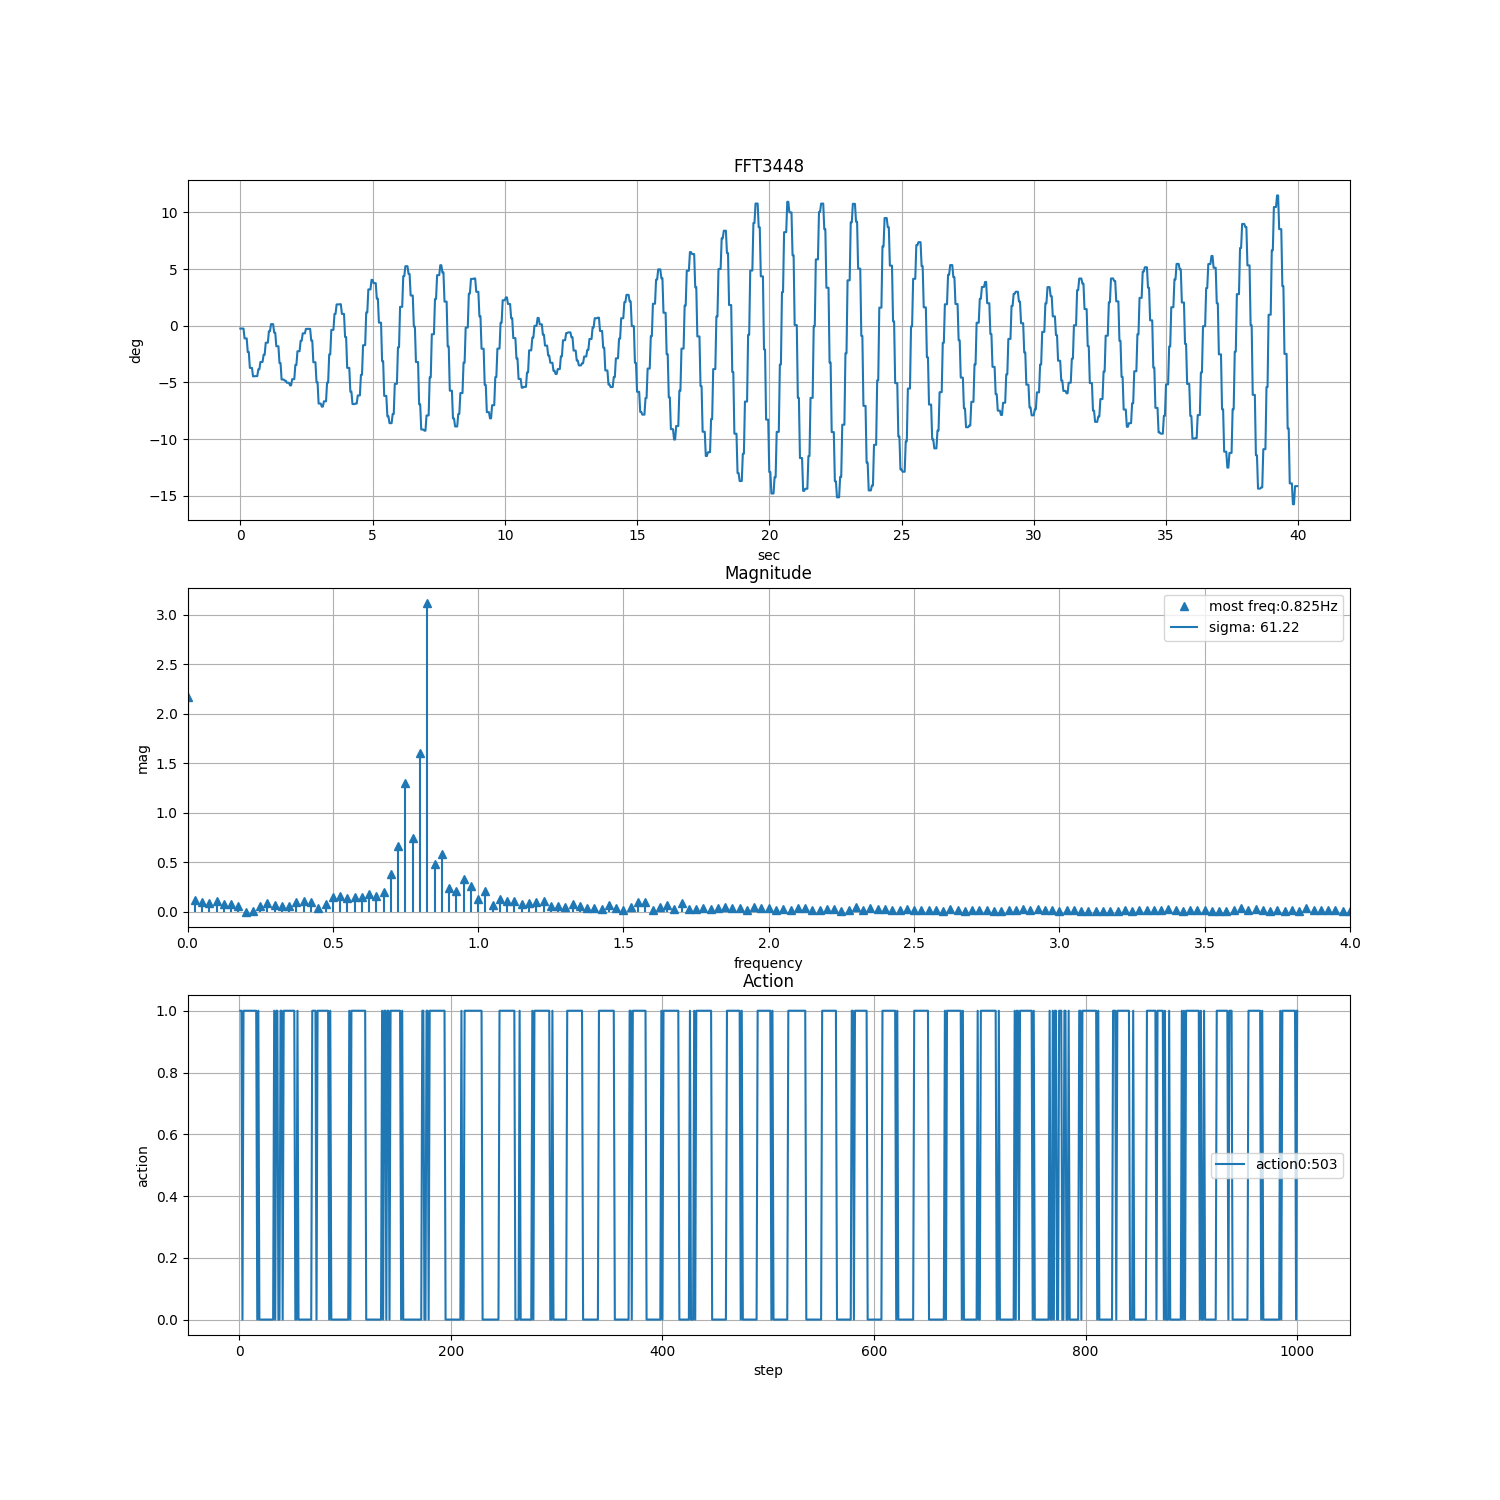 FFT3448
10
5
0
−5
−10
−15
deg
0 5 10 15 20 25 30 35 40
sec
Magnitude
most freq:0.825Hz
sigma: 61.22
3.0
2.5
2.0
1.5
1.0
0.5
0.0
mag
0.0 0.5 1.0 1.5 2.0 2.5 3.0 3.5 4.0
frequency
Action
1.0
0.8
0.6
0.4
0.2
0.0
action
action0:503
0 200 400 600 800 1000
step